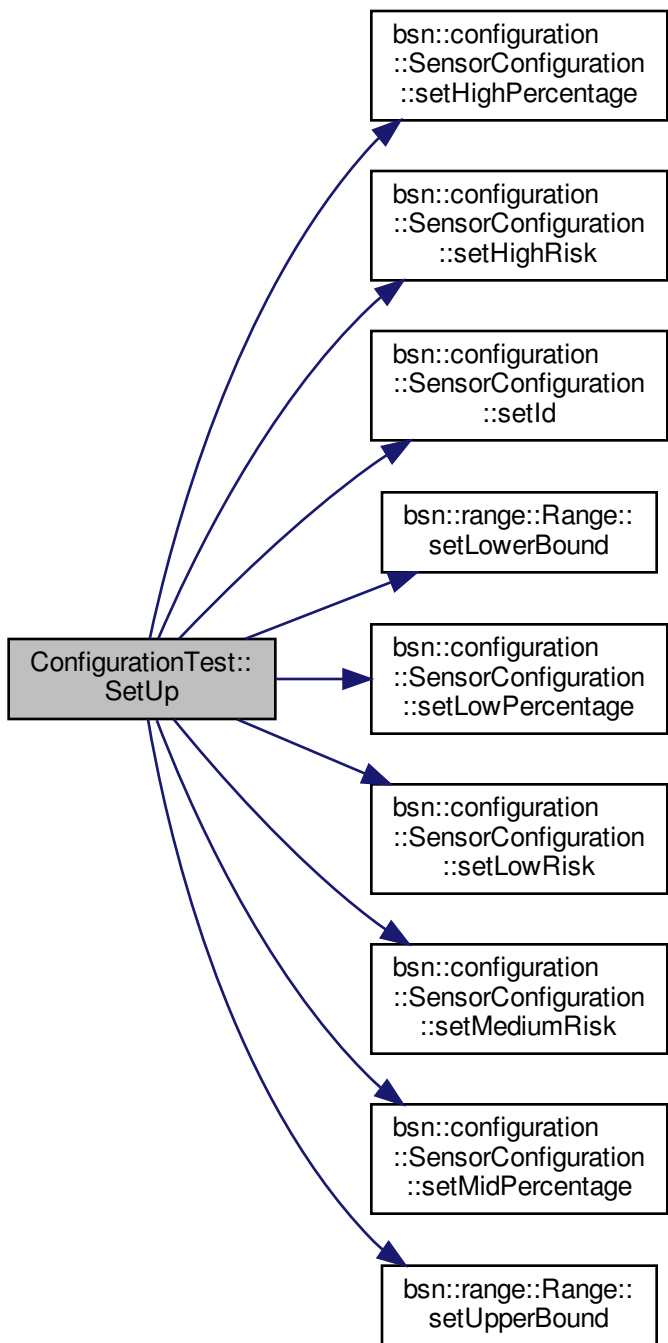 bsn::configuration
::SensorConfiguration
::setHighPercentage
bsn::configuration
::SensorConfiguration
::setHighRisk
bsn::configuration
::SensorConfiguration
::setId
bsn::range::Range::
setLowerBound
ConfigurationTest::
SetUp
bsn::configuration
::SensorConfiguration
::setLowPercentage
bsn::configuration
::SensorConfiguration
::setLowRisk
bsn::configuration
::SensorConfiguration
::setMediumRisk
bsn::configuration
::SensorConfiguration
::setMidPercentage
bsn::range::Range::
setUpperBound